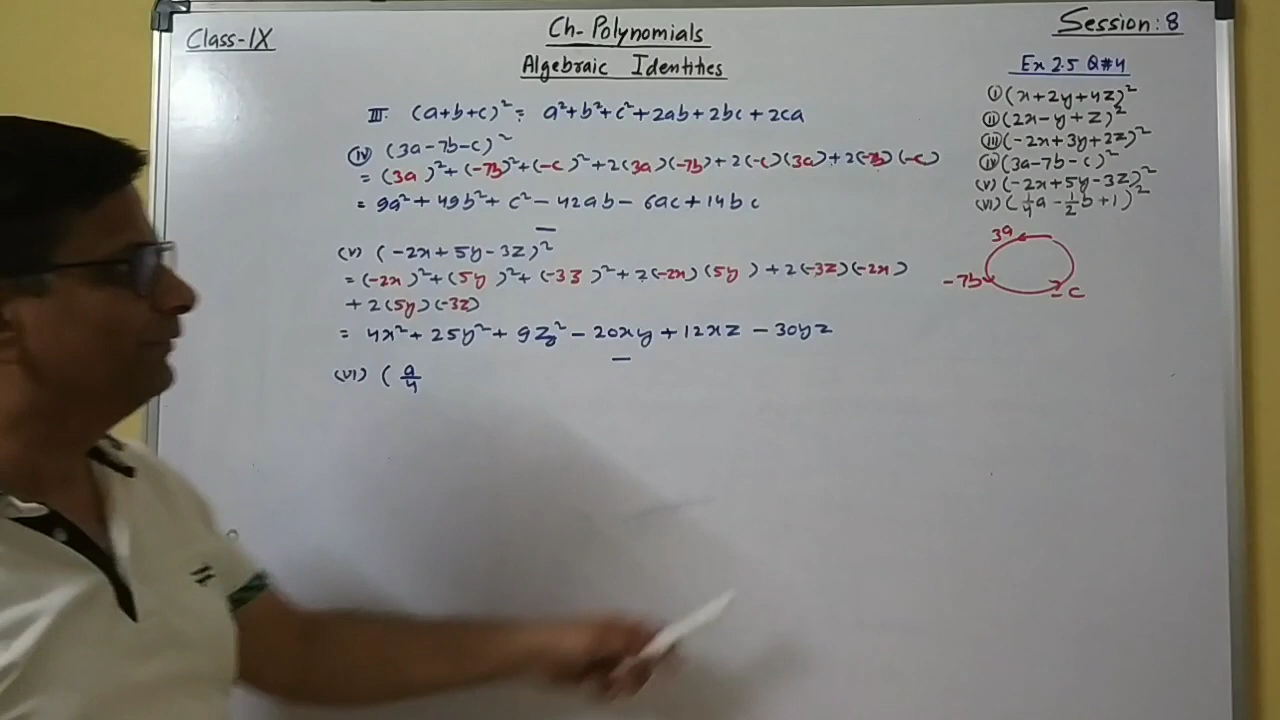 Class-IX
Ch- Polynomials
Session: 8
Algebraic Identities
Ex 2.5 Q#4
(i) (x+2y+4z)²
(ii) (2x-y+z)²
(iii) (-2x+3y+2z)²
(iv) (3a-7b-c)²
(v) (-2x+5y-3z)²
(vi) (1/4a - 1/2b+1)²
3a
-7b
-c
III. (a+b+c)² = a²+b²+c²+2ab+2bc+2ca
(iv) (3a-7b-c)²
= (3a)²+(-7b)²+(-c)²+2(3a)(-7b)+2(-c)(3a)+2(-7b)(-c)
= 9a²+49b²+c²-42ab-6ac+14bc
(v) (-2x+5y-3z)²
= (-2x)²+(5y)²+(-3z)²+2(-2x)(5y)+2(-3z)(-2x)
+2(5y)(-3z)
= 4x²+25y²+9z²-20xy+12xz-30yz
(vi) (a/4